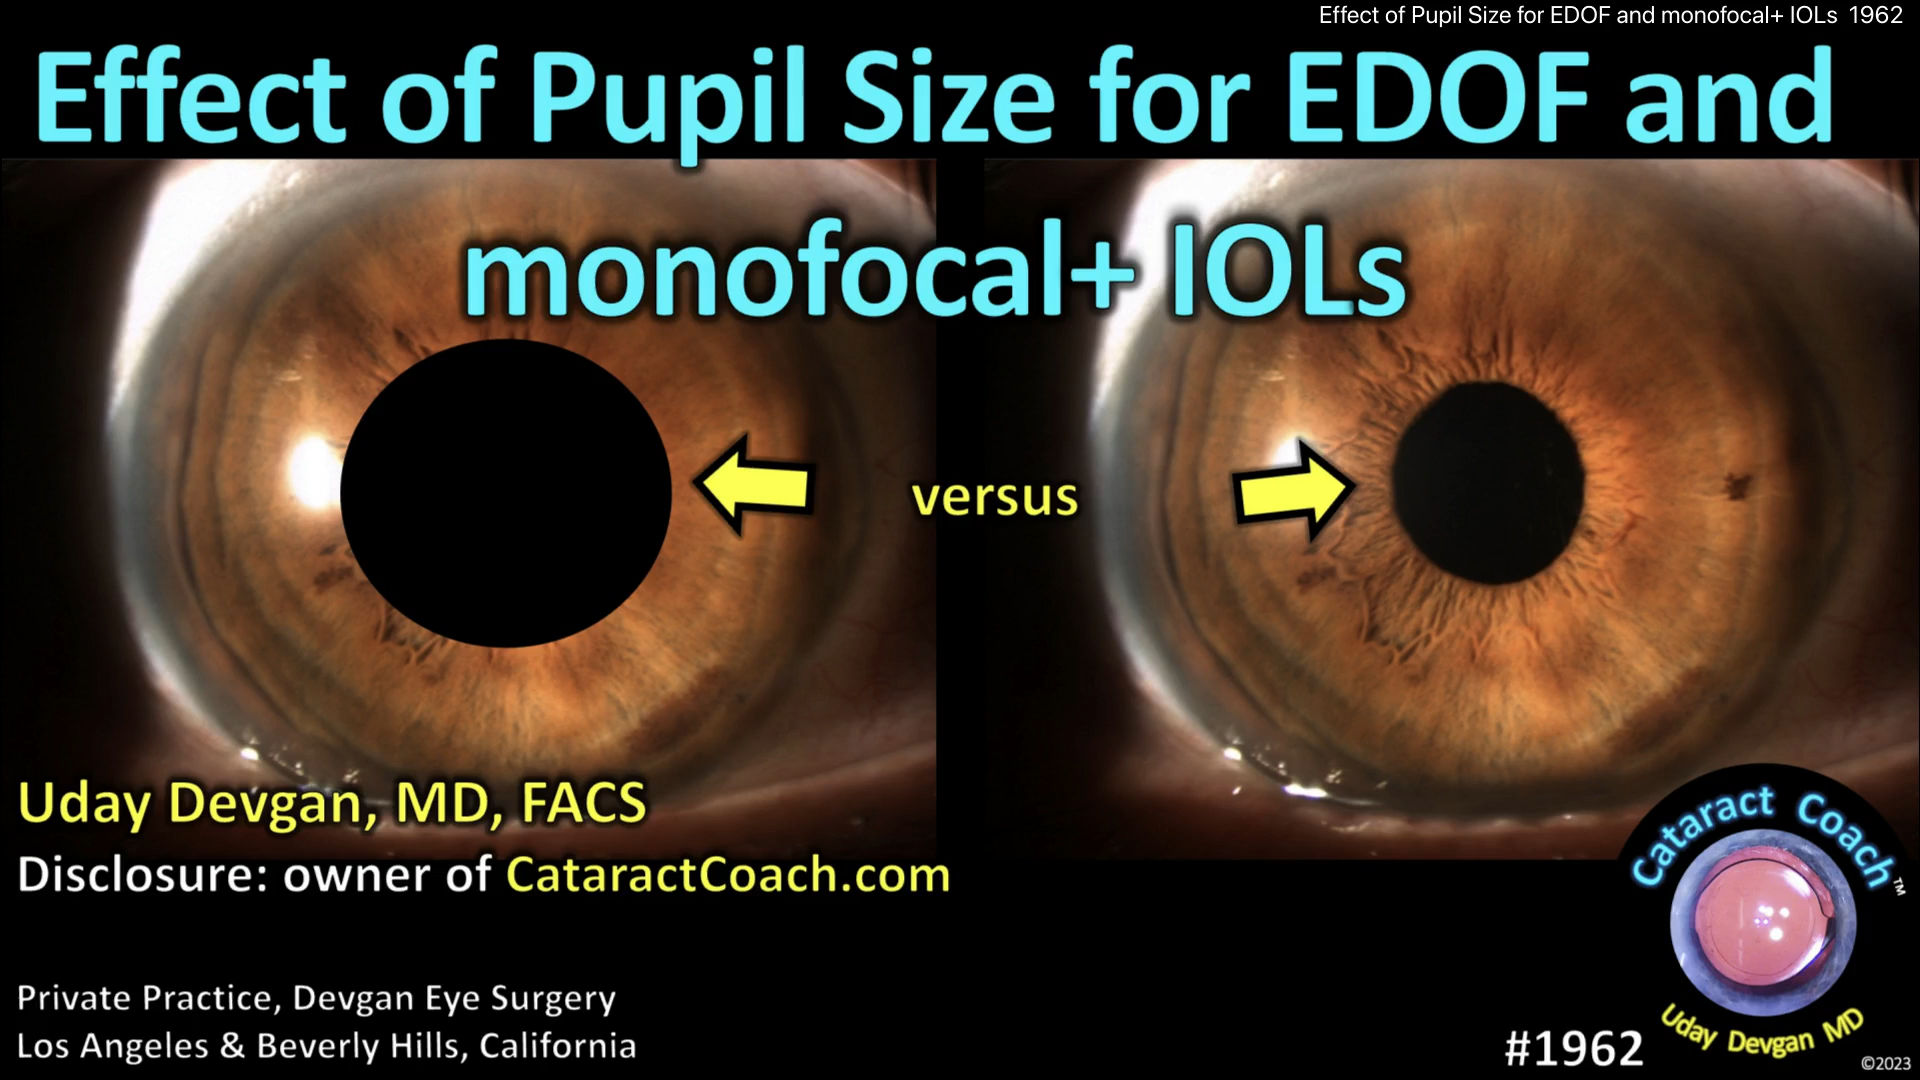 Effect of Pupil Size for EDOF and monofocal+ IOLs 1962
Effect of Pupil Size for EDOF and
monofocal+ IOLs
versus
Uday Devgan, MD, FACS
Disclosure: owner of CataractCoach.com
Private Practice, Devgan Eye Surgery
Los Angeles & Beverly Hills, California
Cataract Coach™
Uday Devgan MD
#1962
©2023